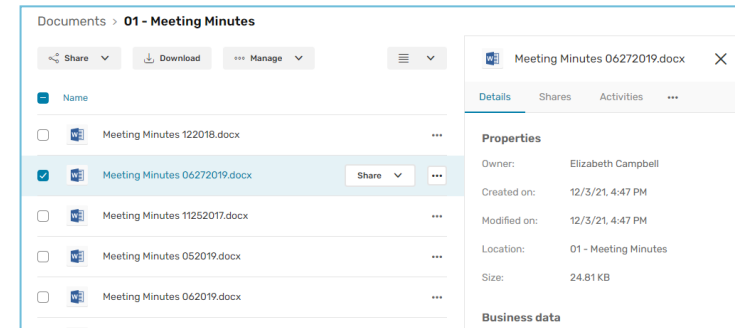 Documents > 01 - Meeting Minutes
Share Download Manage
Name
Meeting Minutes 122018.docx
Meeting Minutes 06272019.docx Share
Meeting Minutes 11252017.docx
Meeting Minutes 052019.docx
Meeting Minutes 062019.docx
Meeting Minutes 06272019.docx
Details Shares Activities
Properties
Owner: Elizabeth Campbell
Created on: 12/3/21, 4:47 PM
Modified on: 12/3/21, 4:47 PM
Location: 01 - Meeting Minutes
Size: 24.81 KB
Business data